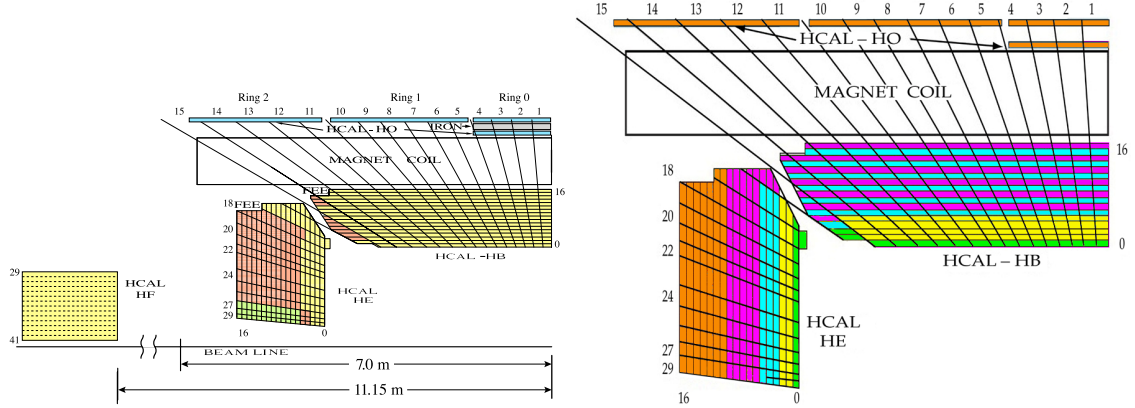 Ring 2 Ring 1 Ring 0
15 14 13 12 11 10 9 8 7 6 5 4 3 2 1
HCAL - HO IRON
MAGNET COIL
FEE 16
18 FEE
20
22
24
27
29
16 0
0
HCAL - HB
HCAL
HE
29
HCAL
HF
41
BEAM LINE
7.0 m
11.15 m
15 14 13 12 11 10 9 8 7 6 5 4 3 2 1
HCAL - HO
MAGNET COIL
16
18
20
22
24
27
29
16 0
0
HCAL - HB
HCAL
HE